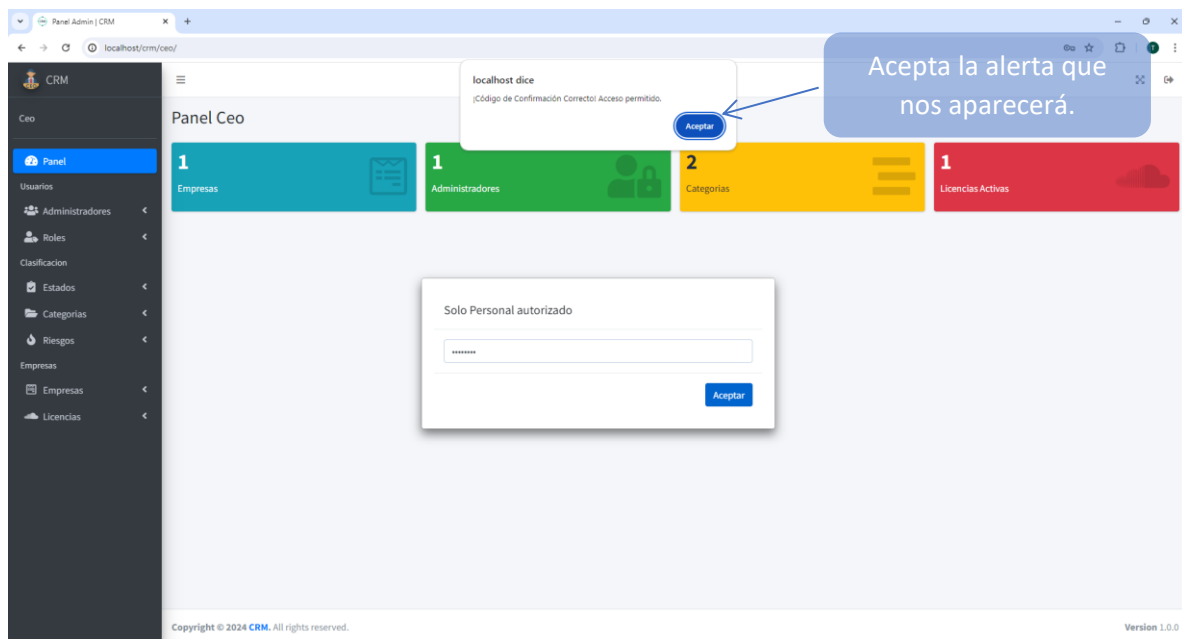 Panel Admin | CRM
localhost/crm/ceo/
CRM
localhost dice
¡Código de Confirmación Correcto! Acceso permitido.
Aceptar
Acepta la alerta que
nos aparecerá.
Ceo
Panel Ceo
Panel
Usuarios
Administradores
Roles
Clasificacion
Estados
Categorias
Riesgos
Empresas
Empresas
Licencias
1
Empresas
1
Administradores
2
Categorias
1
Licencias Activas
Solo Personal autorizado
••••••••
Aceptar
Copyright © 2024 CRM. All rights reserved.
Version 1.0.0